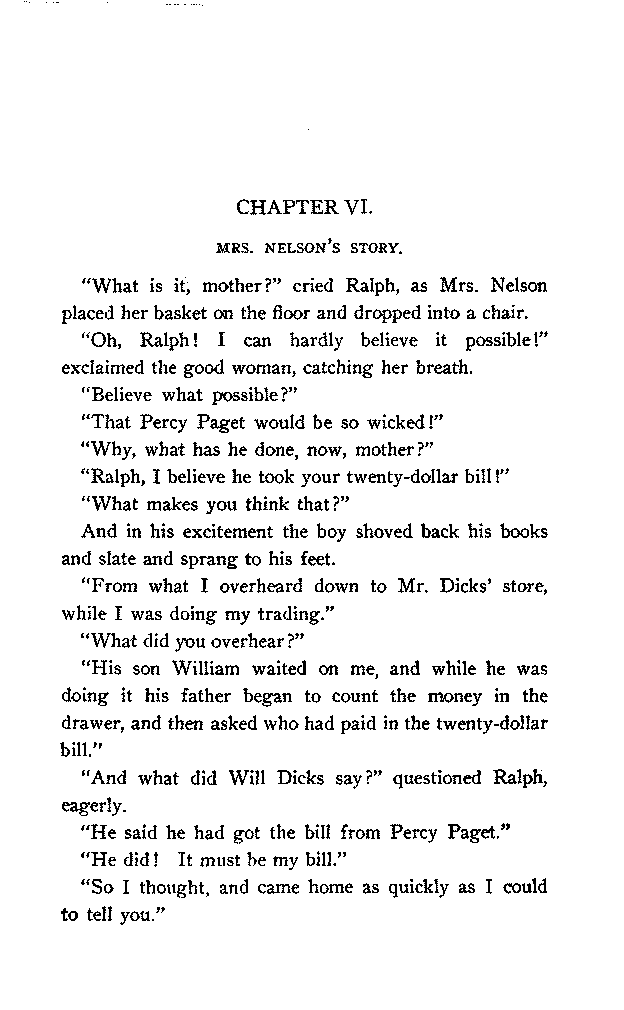 CHAPTER VI.
MRS. NELSON'S STORY.
"What is it, mother?" cried Ralph, as Mrs. Nelson
placed her basket on the floor and dropped into a chair.
"Oh, Ralph! I can hardly believe it possible!"
exclaimed the good woman, catching her breath.
"Believe what possible?"
"That Percy Paget would be so wicked!"
"Why, what has he done, now, mother?"
"Ralph, I believe he took your twenty-dollar bill!"
"What makes you think that?"
And in his excitement the boy shoved back his books
and slate and sprang to his feet.
"From what I overheard down to Mr. Dicks' store,
while I was doing my trading."
"What did you overhear?"
"His son William waited on me, and while he was
doing it his father began to count the money in the
drawer, and then asked who had paid in the twenty-dollar
bill."
"And what did Will Dicks say?" questioned Ralph,
eagerly.
"He said he had got the bill from Percy Paget."
"He did! It must be my bill."
"So I thought, and came home as quickly as I could
to tell you."